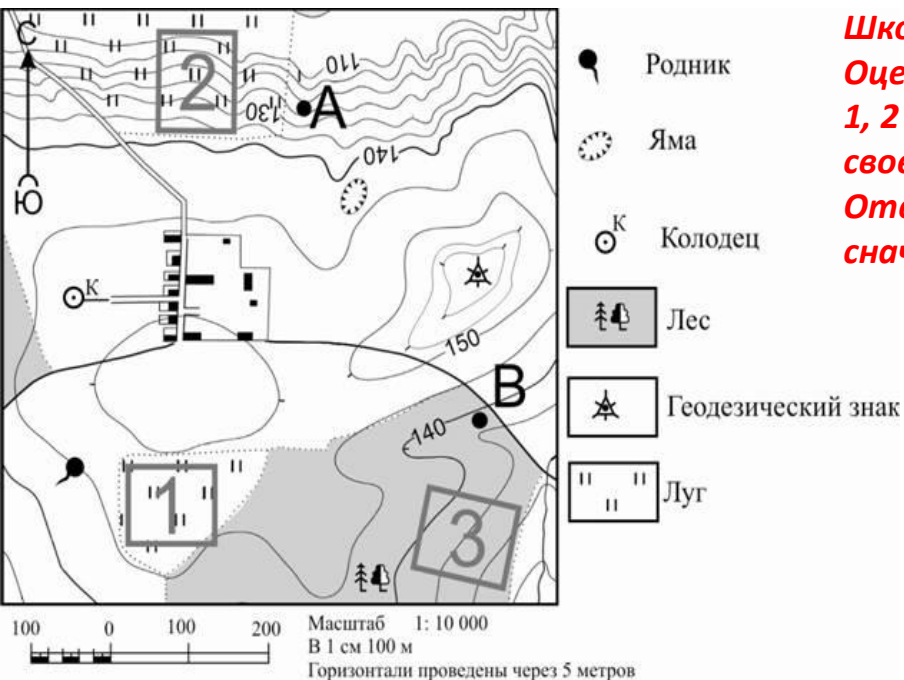 С
Ю
2
110
130
А
140
К
150
В
140
1
3
Родник
Яма
К
Колодец
Лес
Геодезический знак
Луг
100 0 100 200
Масштаб 1: 10 000
В 1 см 100 м
Горизонтали проведены через 5 метров
Шко
Оце
1, 2
свое
Ота
снач